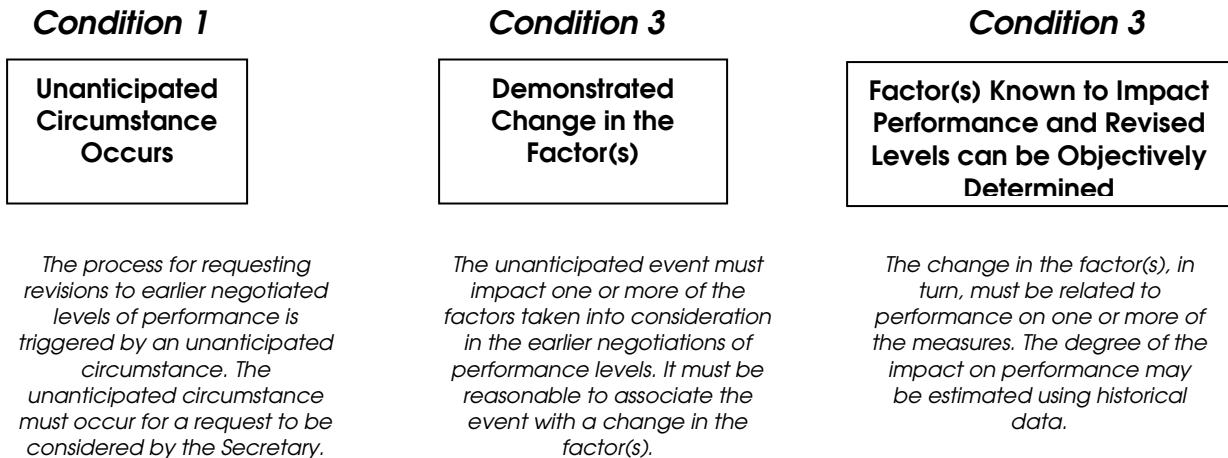 Condition 1
Unanticipated
Circumstance
Occurs
The process for requesting
revisions to earlier negotiated
levels of performance is
triggered by an unanticipated
circumstance. The
unanticipated circumstance
must occur for a request to be
considered by the Secretary.
Condition 3
Demonstrated
Change in the
Factor(s)
The unanticipated event must
impact one or more of the
factors taken into consideration
in the earlier negotiations of
performance levels. It must be
reasonable to associate the
event with a change in the
factor(s).
Condition 3
Factor(s) Known to Impact
Performance and Revised
Levels can be Objectively
Determined
The change in the factor(s), in
turn, must be related to
performance on one or more of
the measures. The degree of the
impact on performance may
be estimated using historical
data.